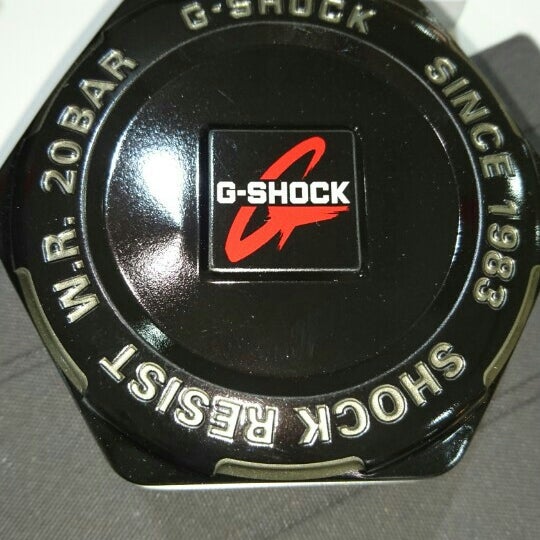 G-SHOCK
SINCE 1983
SHOCK RESIST
W.R. 20BAR
G-SHOCK